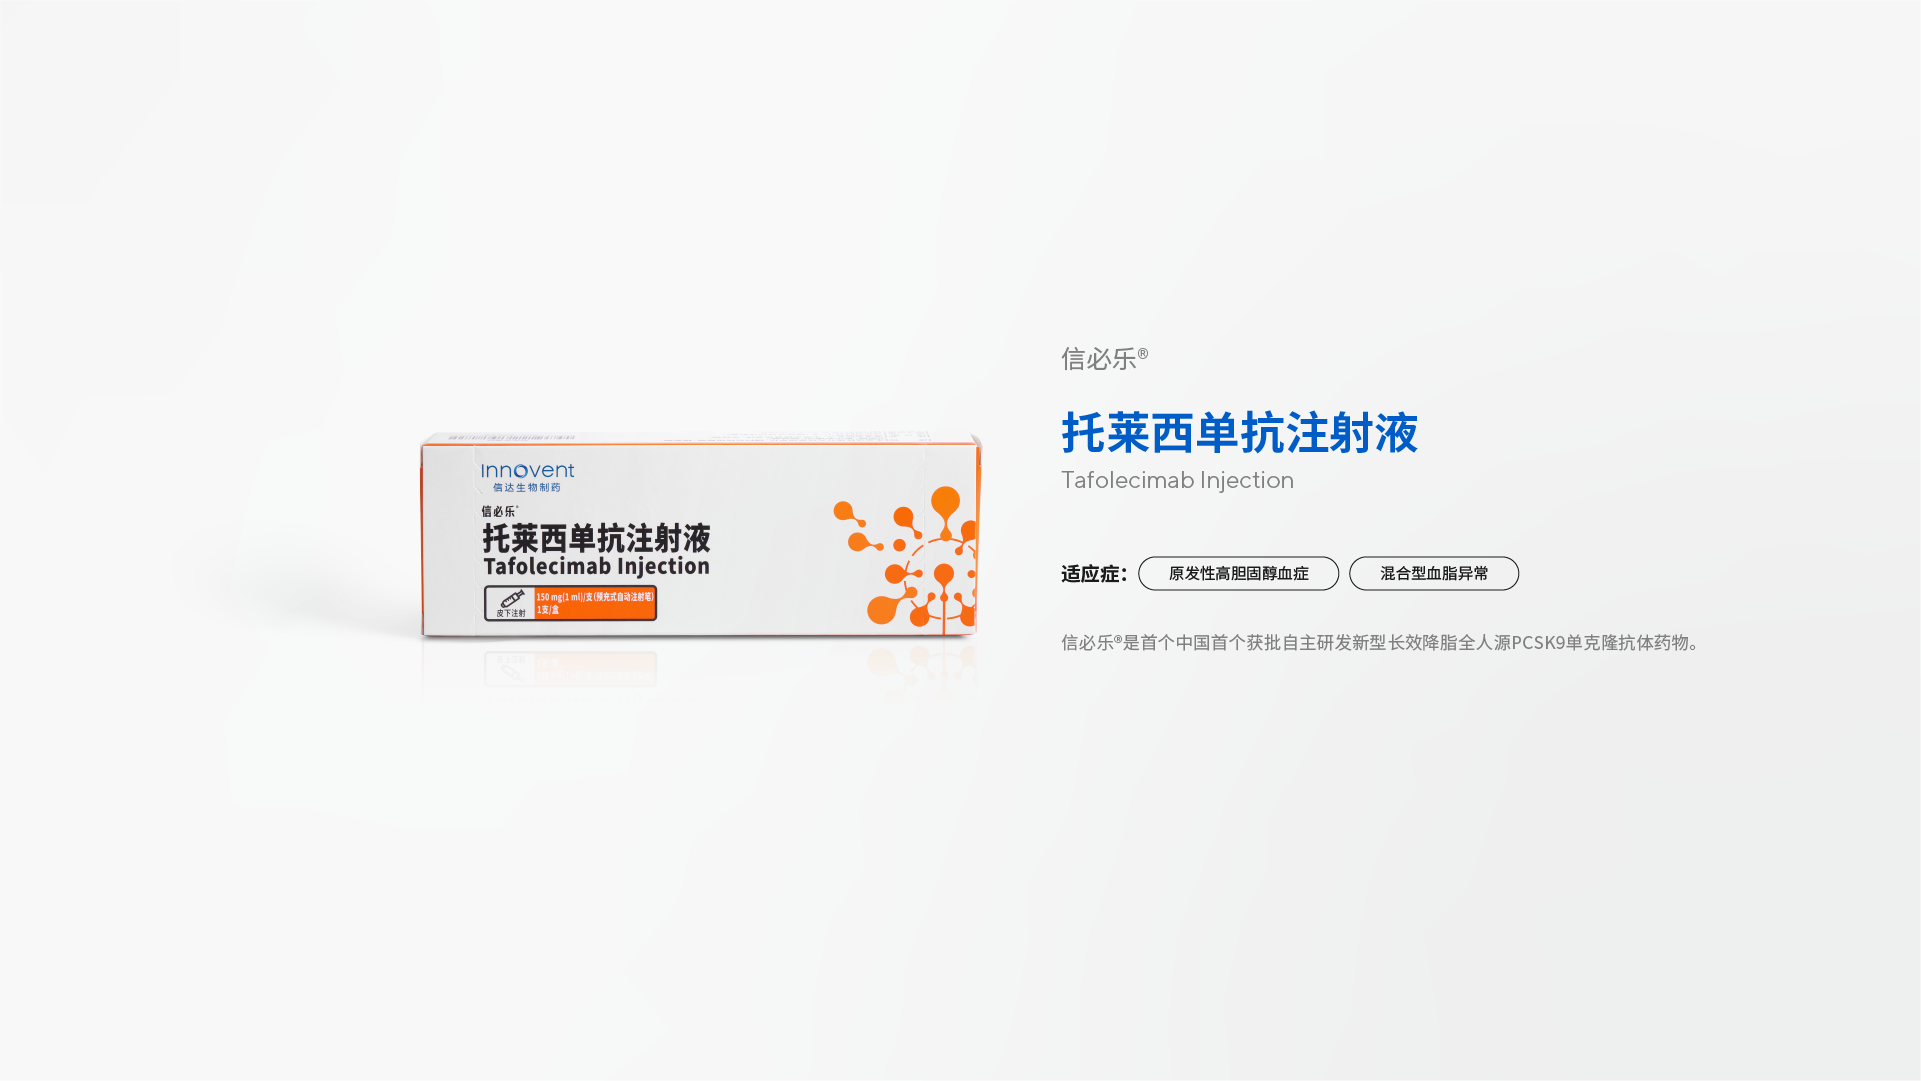 Innovent
信达生物制药
信必乐®
托莱西单抗注射液
Tafolecimab Injection
皮下注射
150 mg(1 ml)/支(预充式自动注射笔)
1支/盒
信必乐®
托莱西单抗注射液
Tafolecimab Injection
适应症：
原发性高胆固醇血症
混合型血脂异常
信必乐®是首个中国首个获批自主研发新型长效降脂全人源PCSK9单克隆抗体药物。